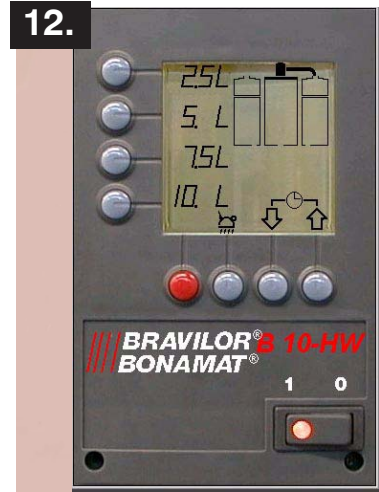 12.
2.5L
5. L
7.5L
10. L
BRAVILOR® B 10-HW
BONAMAT®
1 0